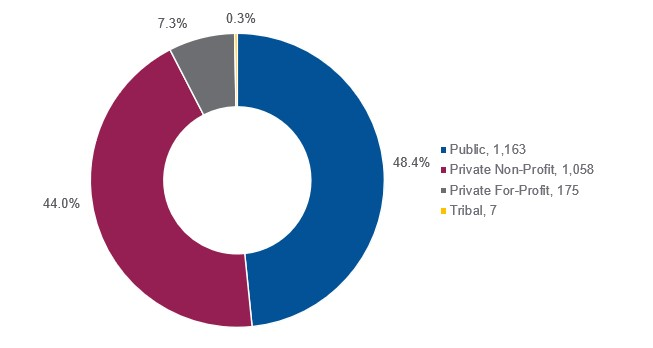 7.3%
0.3%
48.4%
44.0%
Public, 1,163
Private Non-Profit, 1,058
Private For-Profit, 175
Tribal, 7